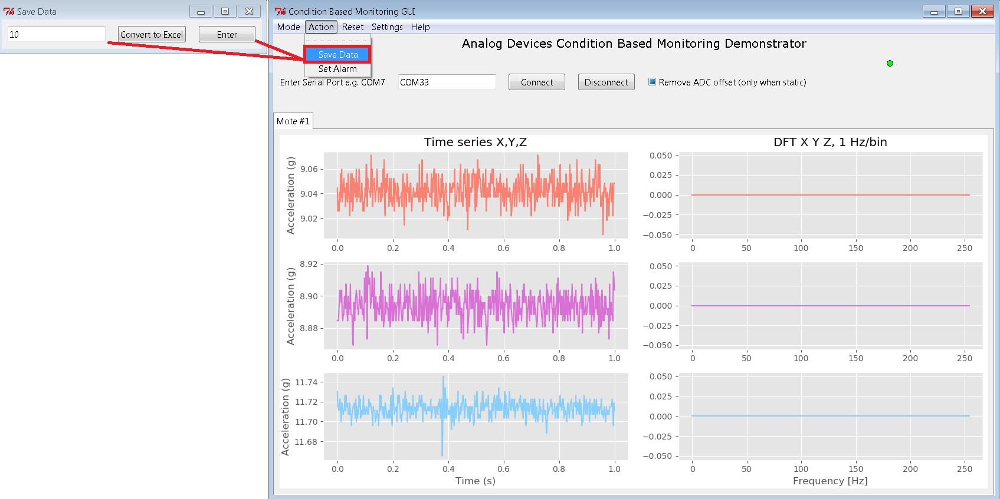 Save Data
10
Convert to Excel
Enter
Condition Based Monitoring GUI
Mode Action Reset Settings Help
Save Data
Set Alarm
Analog Devices Condition Based Monitoring Demonstrator
Enter Serial Port e.g. COM7 COM33 Connect Disconnect Remove ADC offset (only when static)
Mote #1
Time series X,Y,Z
Acceleration (g)
9.06
9.04
9.02
0.0 0.2 0.4 0.6 0.8 1.0
DFT X Y Z, 1 Hz/bin
0.050
0.025
0.000
−0.025
−0.050
0 50 100 150 200 250
Acceleration (g)
8.92
8.90
8.88
0.0 0.2 0.4 0.6 0.8 1.0
0.050
0.025
0.000
−0.025
−0.050
0 50 100 150 200 250
Acceleration (g)
11.74
11.72
11.70
11.68
0.0 0.2 0.4 0.6 0.8 1.0
Time (s)
0.050
0.025
0.000
−0.025
−0.050
0 50 100 150 200 250
Frequency [Hz]